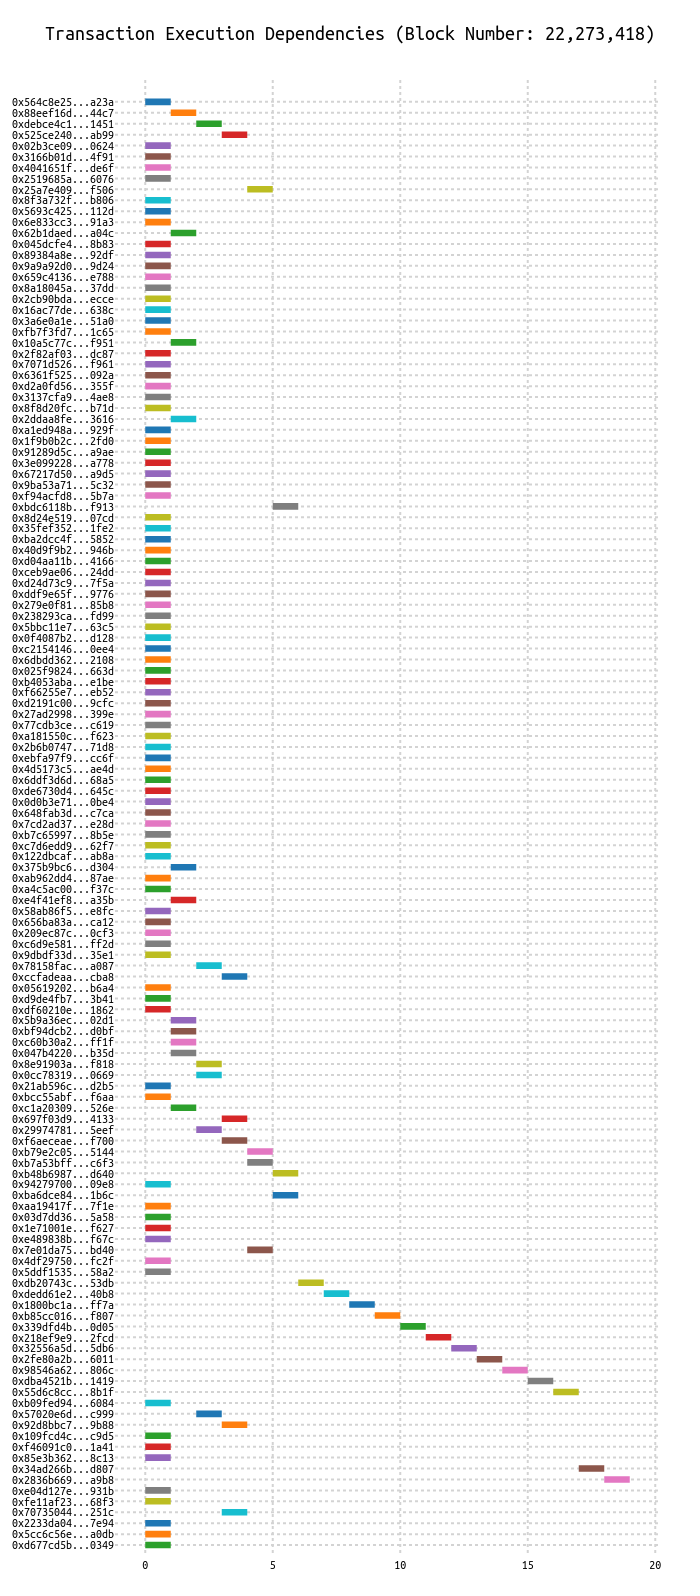 Transaction Execution Dependencies (Block Number: 22,273,418)
0x564c8e25...a23a
0x88eef16d...44c7
0xdebce4c1...1451
0x525ce240...ab99
0x02b3ce09...0624
0x3166b01d...4f91
0x4041651f...de6f
0x2519685a...6076
0x25a7e409...f506
0x8f3a732f...b806
0x5693c425...112d
0x6e833cc3...91a3
0x62b1daed...a04c
0x045dcfe4...8b83
0x89384a8e...92df
0x9a9a92d0...9d24
0x659c4136...e788
0x8a18045a...37dd
0x2cb90bda...ecce
0x16ac77de...638c
0x3a6e0a1e...51a0
0xfb7f3fd7...1c65
0x10a5c77c...f951
0x2f82af03...dc87
0x7071d526...f961
0x6361f525...092a
0xd2a0fd56...355f
0x3137cfa9...4ae8
0x8f8d20fc...b71d
0x2ddaa8fe...3616
0xa1ed948a...929f
0x1f9b0b2c...2fd0
0x91289d5c...a9ae
0x3e099228...a778
0x67217d50...a9d5
0x9ba53a71...5c32
0xf94acfd8...5b7a
0xbdc6118b...f913
0x8d24e519...07cd
0x35fef352...1fe2
0xba2dcc4f...5852
0x40d9f9b2...946b
0xd04aa11b...4166
0xceb9ae06...24dd
0xd24d73c9...7f5a
0xddf9e65f...9776
0x279e0f81...85b8
0x238293ca...fd99
0x5bbc11e7...63c5
0x0f4087b2...d128
0xc2154146...0ee4
0x6dbdd362...2108
0x025f9824...663d
0xb4053aba...e1be
0xf66255e7...eb52
0xd2191c00...9cfc
0x27ad2998...399e
0x77cdb3ce...c619
0xa181550c...f623
0x2b6b0747...71d8
0xebfa97f9...cc6f
0x4d5173c5...ae4d
0x6ddf3d6d...68a5
0xde6730d4...645c
0x0d0b3e71...0be4
0x648fab3d...c7ca
0x7cd2ad37...e28d
0xb7c65997...8b5e
0xc7d6edd9...62f7
0x122dbcaf...ab8a
0x375b9bc6...d304
0xab962dd4...87ae
0xa4c5ac00...f37c
0xe4f41ef8...a35b
0x58ab86f5...e8fc
0x656ba83a...ca12
0x209ec87c...0cf3
0xc6d9e581...ff2d
0x9dbdf33d...35e1
0x78158fac...a087
0xccfadeaa...cba8
0x05619202...b6a4
0xd9de4fb7...3b41
0xdf60210e...1862
0x5b9a36ec...02d1
0xbf94dcb2...d0bf
0xc60b30a2...ff1f
0x047b4220...b35d
0x8e91903a...f818
0x0cc78319...0669
0x21ab596c...d2b5
0xbcc55abf...f6aa
0xc1a20309...526e
0x697f03d9...4133
0x29974781...5eef
0xf6aeceae...f700
0xb79e2c05...5144
0xb7a53bff...c6f3
0xb48b6987...d640
0x94279700...09e8
0xba6dce84...1b6c
0xaa19417f...7f1e
0x03d7dd36...5a58
0x1e71001e...f627
0xe489838b...f67c
0x7e01da75...bd40
0x4df29750...fc2f
0x5ddf1535...58a2
0xdb20743c...53db
0xdedd61e2...40b8
0x1800bc1a...ff7a
0xb85cc016...f807
0x339dfd4b...0d05
0x218ef9e9...2fcd
0x32556a5d...5db6
0x2fe80a2b...6011
0x98546a62...806c
0xdba4521b...1419
0x55d6c8cc...8b1f
0xb09fed94...6084
0x57020e6d...c999
0x92d8bbc7...9b88
0x109fcd4c...c9d5
0xf46091c0...1a41
0x85e3b362...8c13
0x34ad266b...d807
0x2836b669...a9b8
0xe04d127e...931b
0xfe11af23...68f3
0x70735044...251c
0x2233da04...7e94
0x5cc6c56e...a0db
0xd677cd5b...0349
0 5 10 15 20